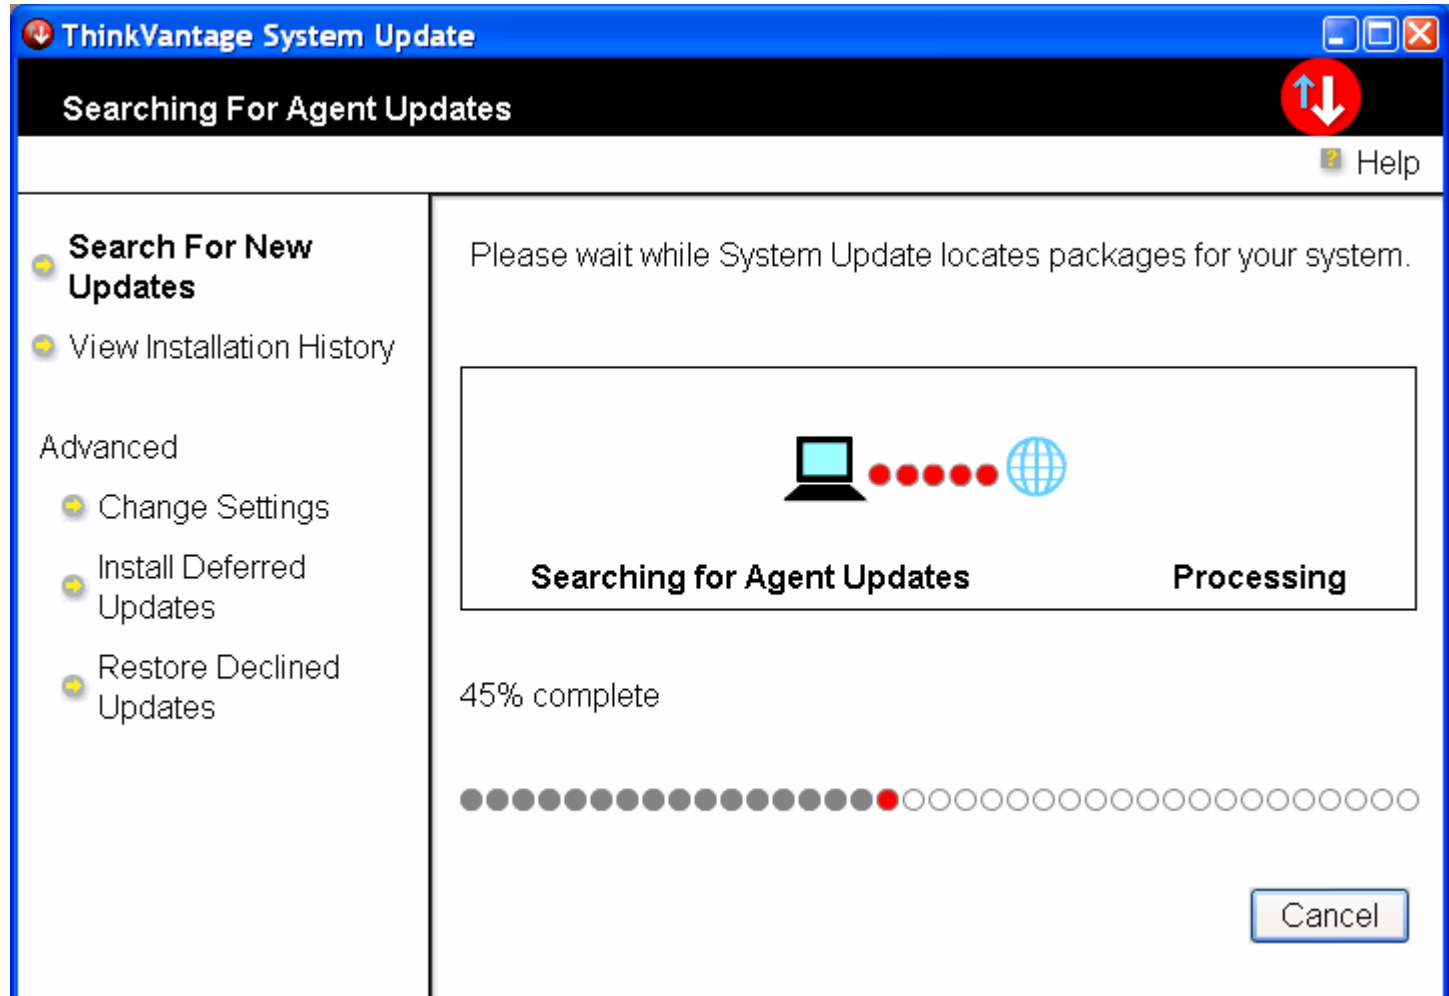 ThinkVantage System Update
Searching For Agent Updates
Help
Search For New
Updates
View Installation History
Advanced
Change Settings
Install Deferred
Updates
Restore Declined
Updates
Please wait while System Update locates packages for your system.
Searching for Agent Updates Processing
45% complete
Cancel